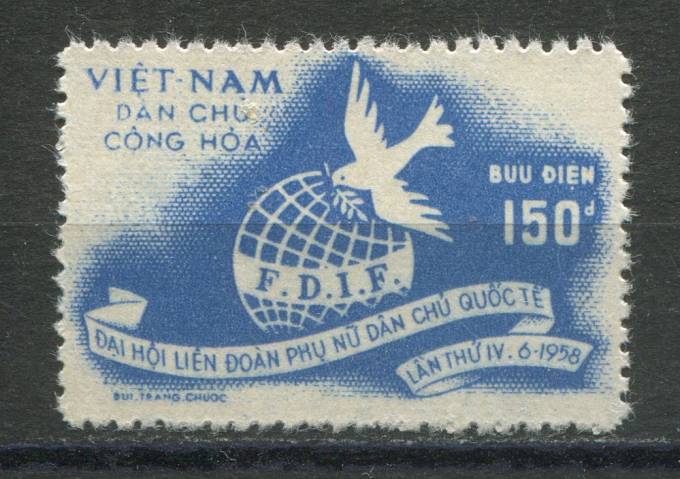 VIỆT-NAM
DÂN CHỦ
CỘNG HÒA
BƯU ĐIỆN
150đ
F.D.I.F.
ĐẠI HỘI LIÊN ĐOÀN PHỤ NỮ DÂN CHỦ QUỐC TẾ
LẦN THỨ IV. 6-1958
BUI.TRANG.CHUOC